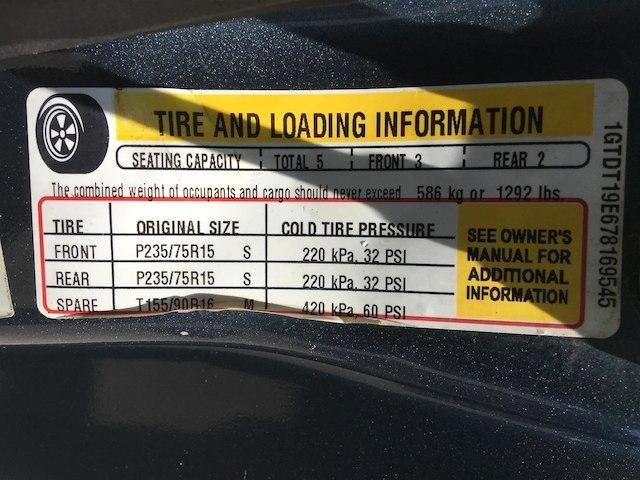 TIRE AND LOADING INFORMATION
SEATING CAPACITY TOTAL 5 FRONT 3 REAR 2
The combined weight of occupants and cargo should never exceed 586 kg or 1292 lbs.
TIRE ORIGINAL SIZE COLD TIRE PRESSURE
FRONT P235/75R15 S 220 kPa, 32 PSI
REAR P235/75R15 S 220 kPa, 32 PSI
SPARE T155/90R16 M 420 kPa, 60 PSI
SEE OWNER'S
MANUAL FOR
ADDITIONAL
INFORMATION
1GTDT19E678169545